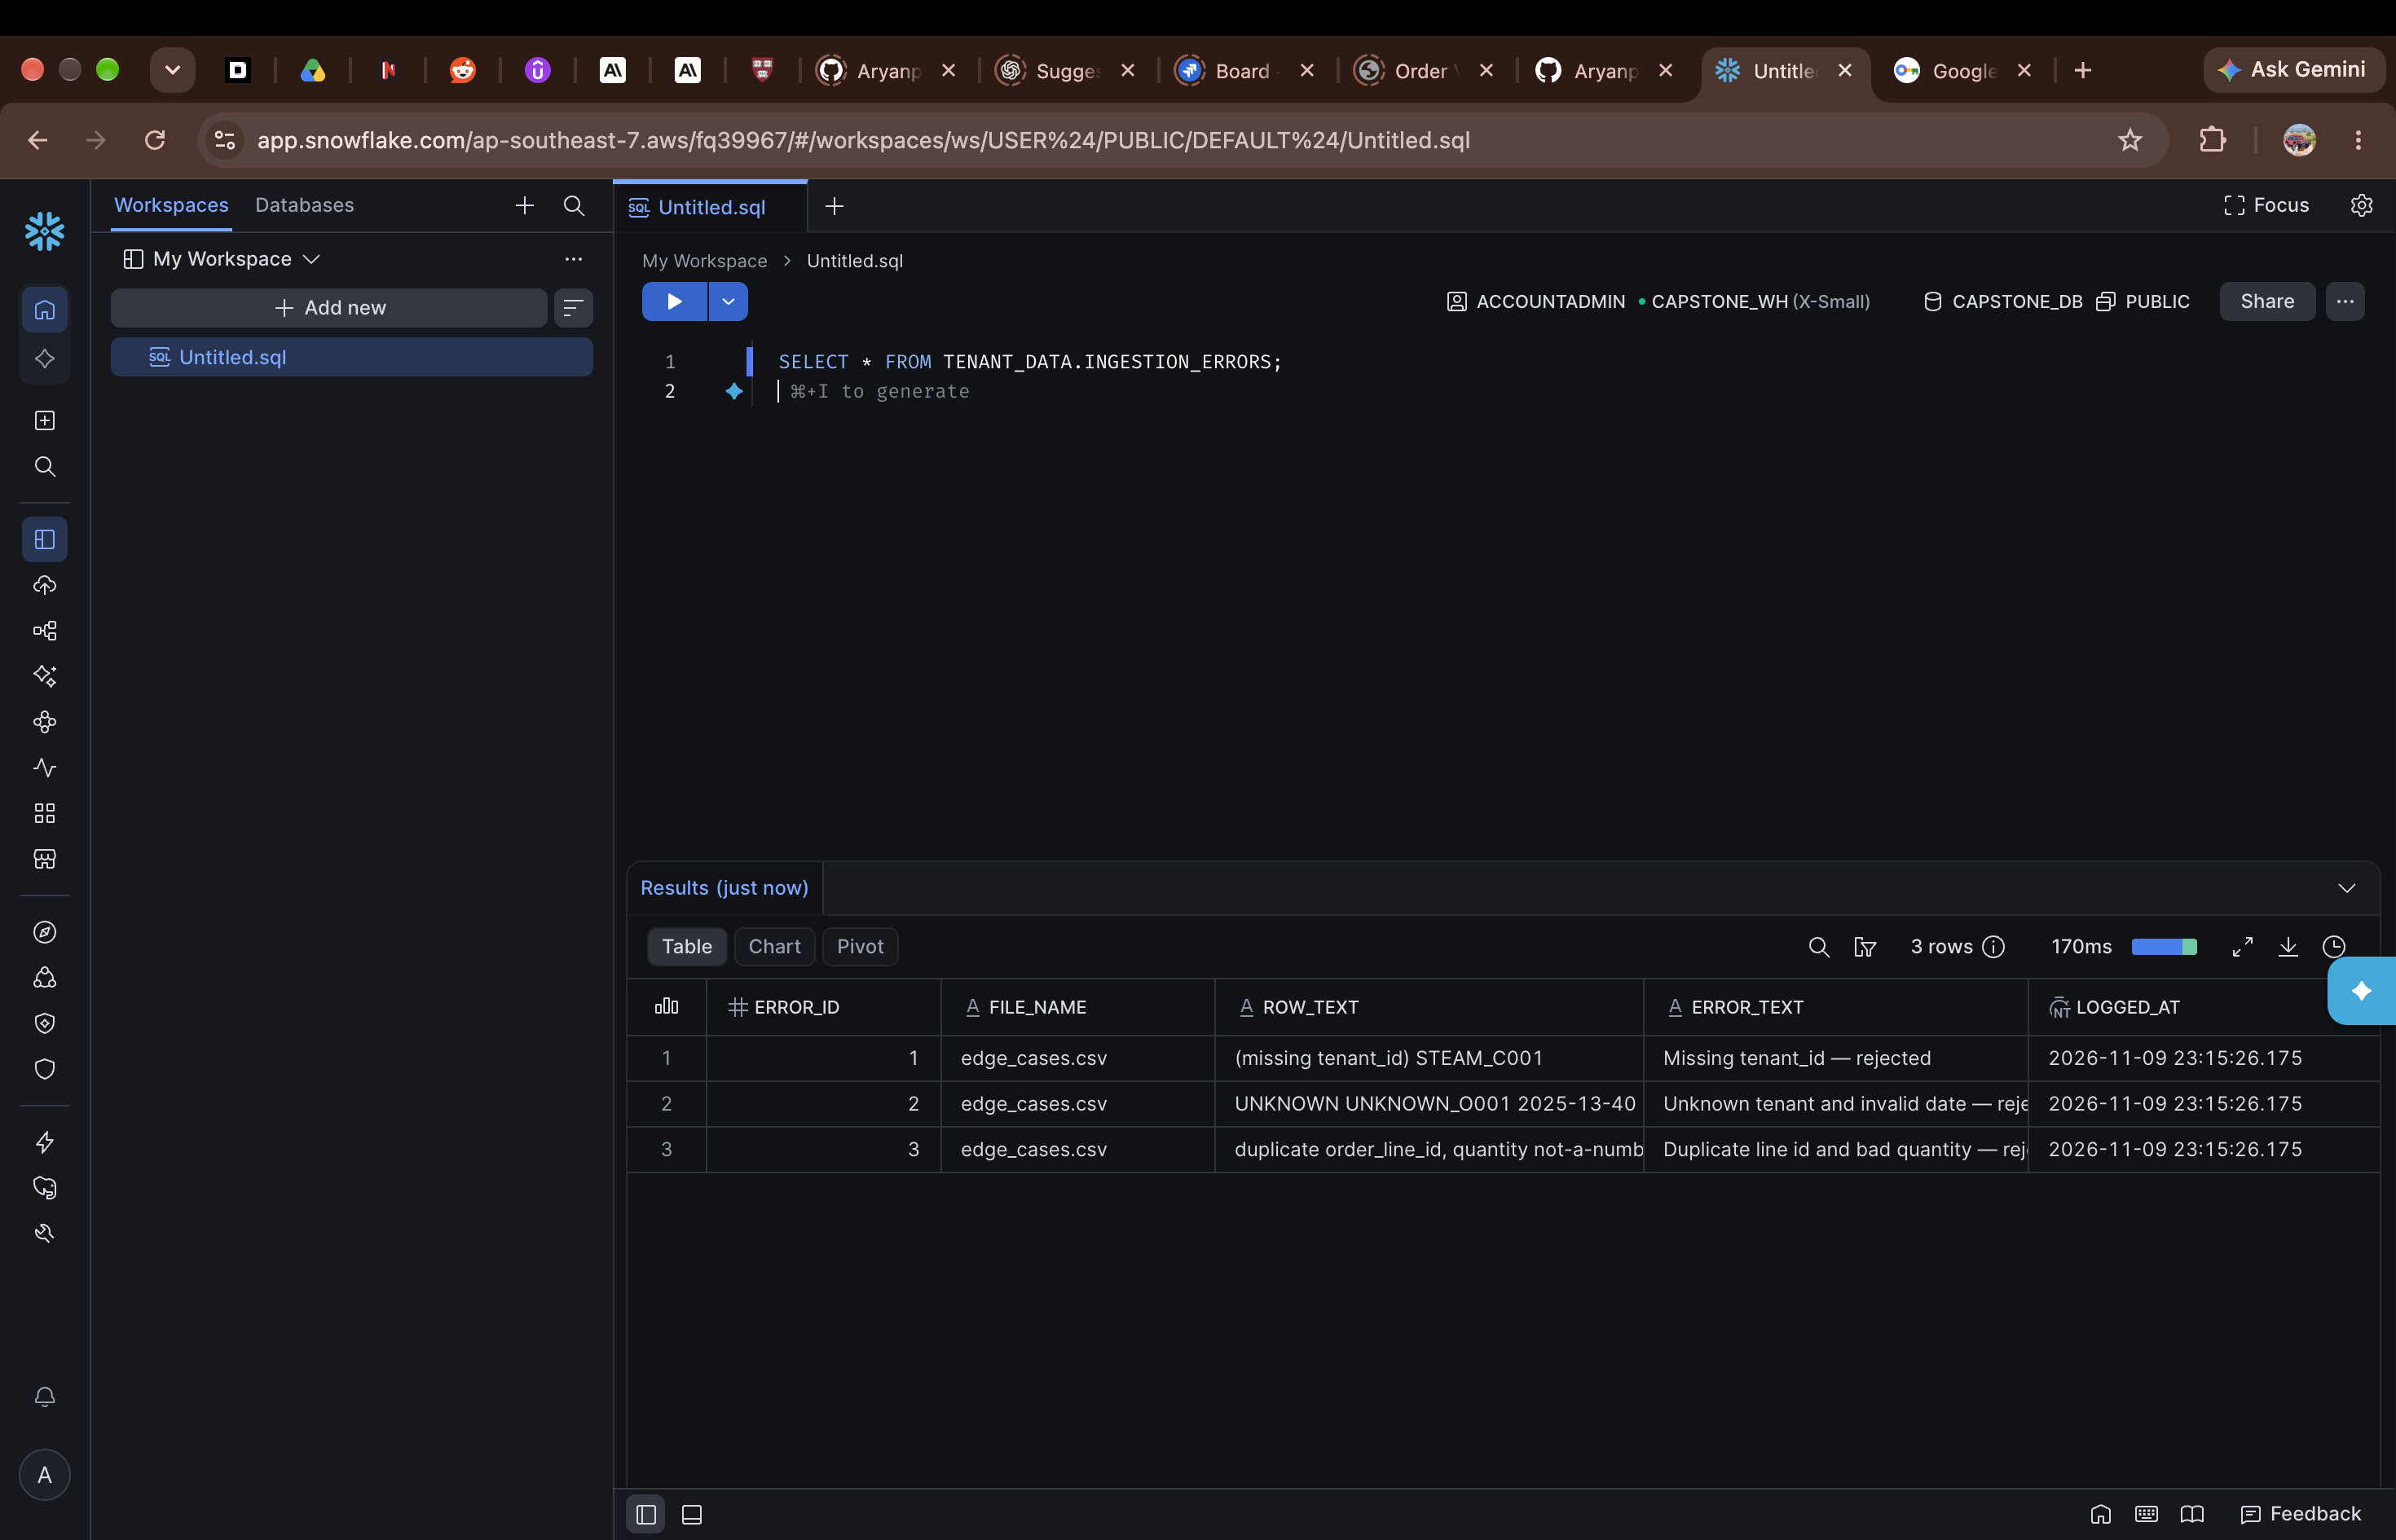 Aryanp
Sugges
Board -
Order V
Aryanp
Untitle
Google
Ask Gemini
app.snowflake.com/ap-southeast-7.aws/fq39967/#/workspaces/ws/USER%24/PUBLIC/DEFAULT%24/Untitled.sql
Workspaces Databases
SQL Untitled.sql
Focus
My Workspace
Add new
SQL Untitled.sql
My Workspace > Untitled.sql
ACCOUNTADMIN CAPSTONE_WH (X-Small) CAPSTONE_DB PUBLIC Share
1 SELECT * FROM TENANT_DATA.INGESTION_ERRORS;
2 ⌘+I to generate
Results (just now)
Table Chart Pivot
3 rows 170ms
# ERROR_ID A FILE_NAME A ROW_TEXT A ERROR_TEXT NT LOGGED_AT
1 1 edge_cases.csv (missing tenant_id) STEAM_C001 Missing tenant_id — rejected 2026-11-09 23:15:26.175
2 2 edge_cases.csv UNKNOWN UNKNOWN_O001 2025-13-40 Unknown tenant and invalid date — reje 2026-11-09 23:15:26.175
3 3 edge_cases.csv duplicate order_line_id, quantity not-a-numb Duplicate line id and bad quantity — rej 2026-11-09 23:15:26.175
A
Feedback